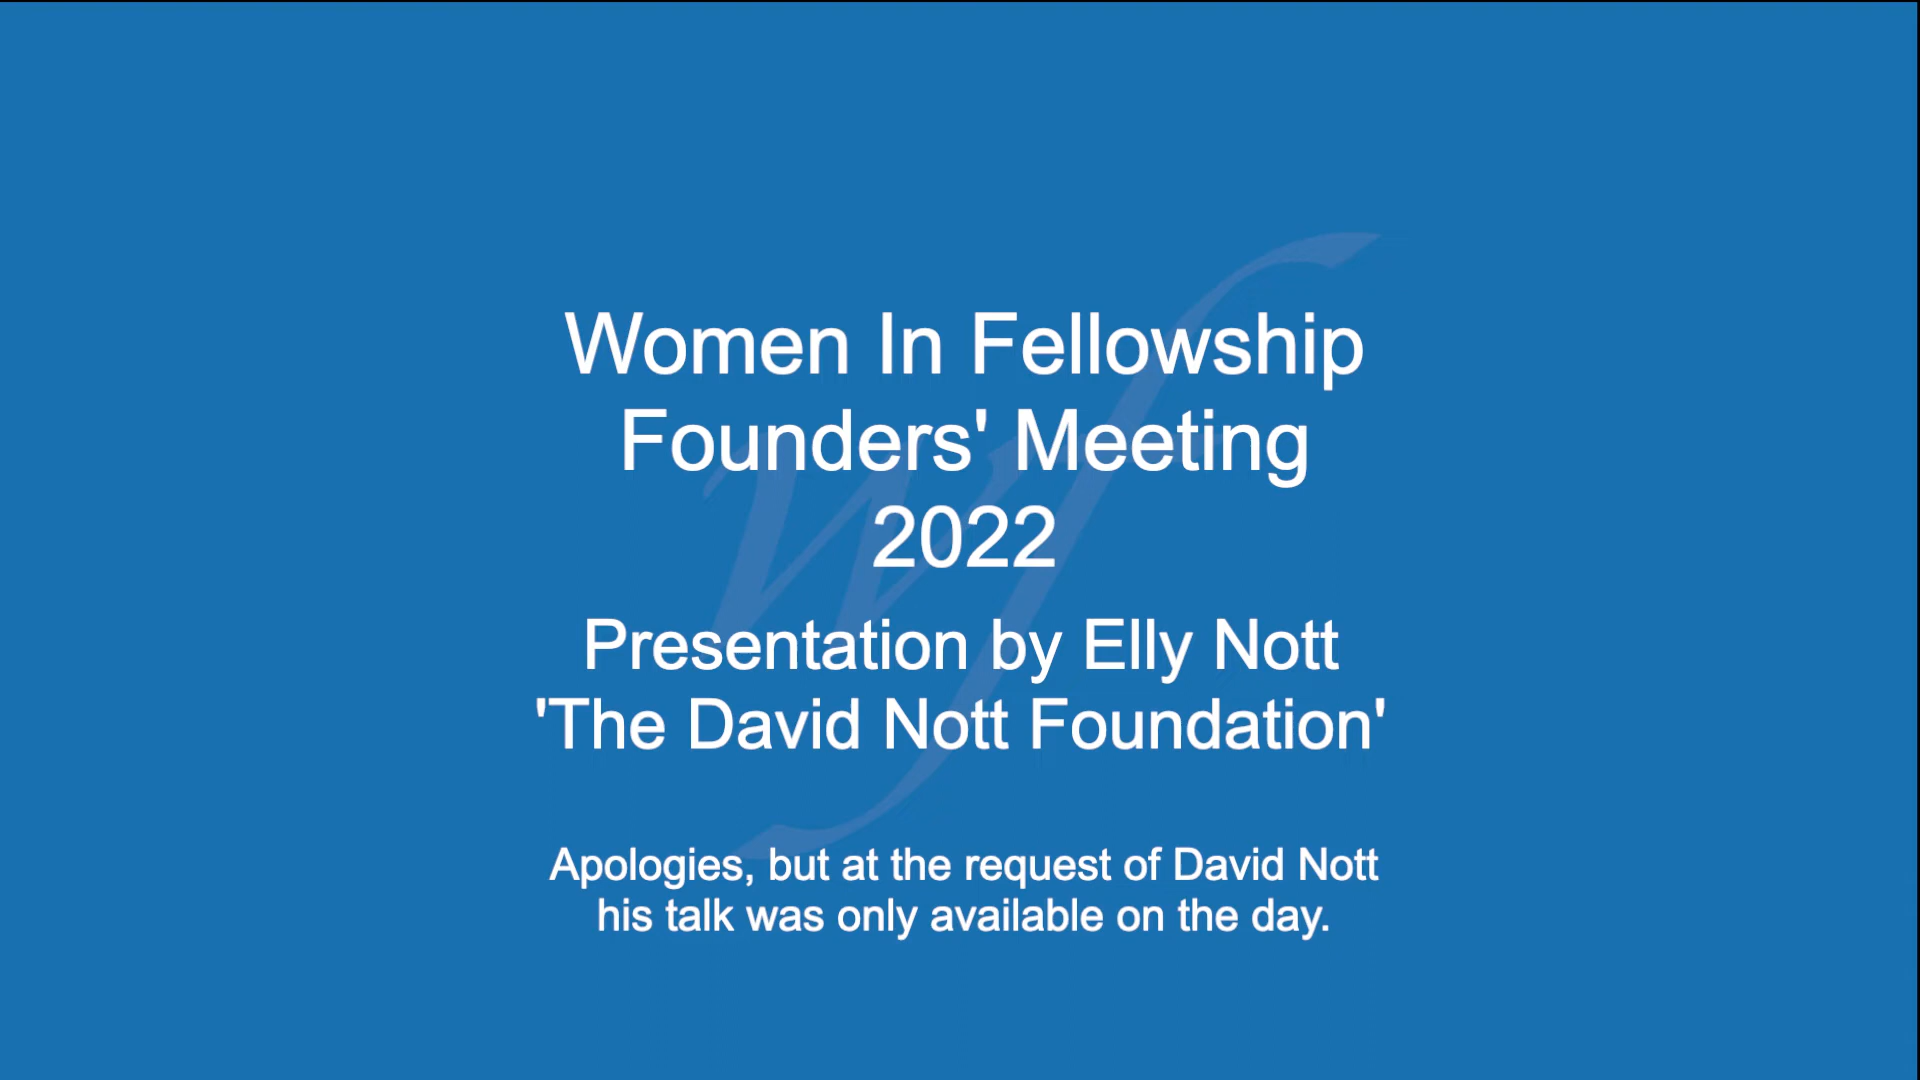 Women In Fellowship
Founders' Meeting
2022
Presentation by Elly Nott
'The David Nott Foundation'
Apologies, but at the request of David Nott
his talk was only available on the day.